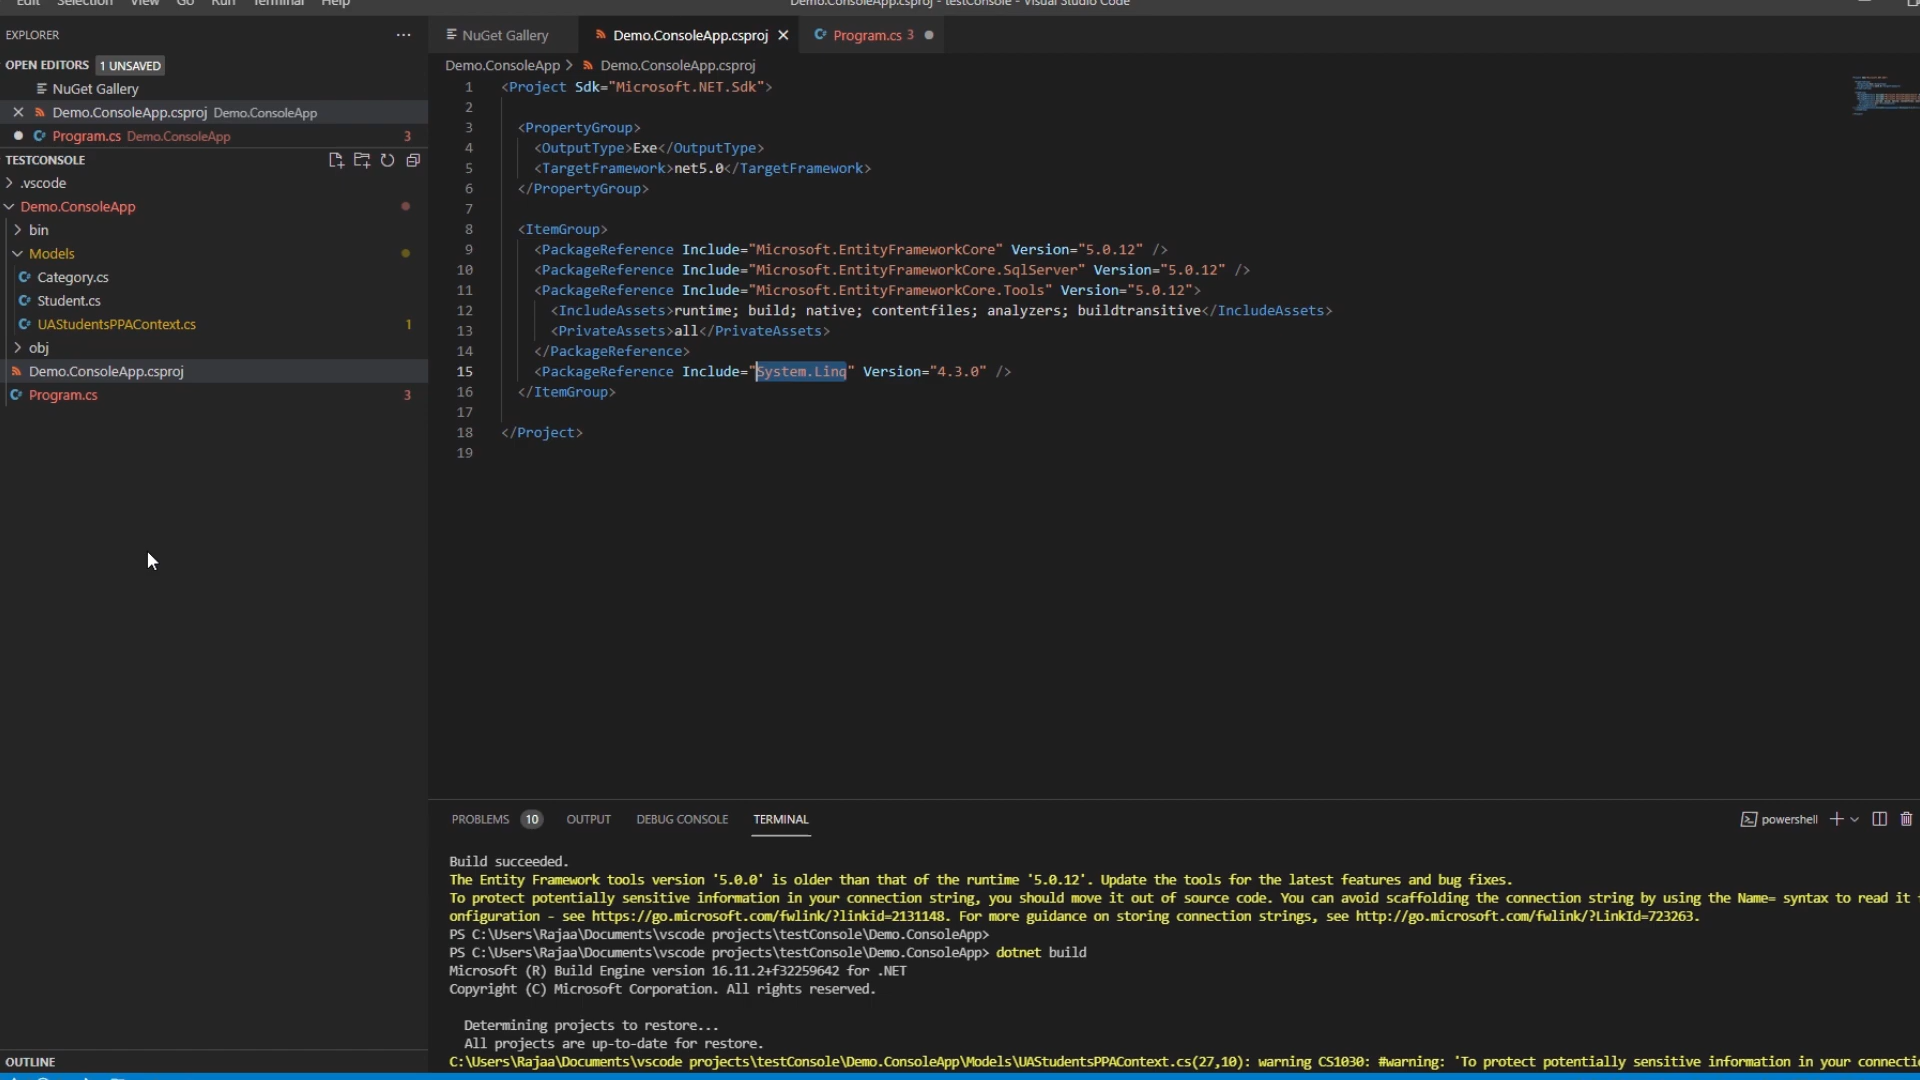 Edit Selection View Go Run Terminal Help
Demo.ConsoleApp.csproj - testConsole - Visual Studio Code
EXPLORER
OPEN EDITORS 1 UNSAVED
NuGet Gallery
Demo.ConsoleApp.csproj Demo.ConsoleApp
Program.cs Demo.ConsoleApp 3
TESTCONSOLE
.vscode
Demo.ConsoleApp
bin
Models
Category.cs
Student.cs
UAStudentsPPAContext.cs 1
obj
Demo.ConsoleApp.csproj
Program.cs 3
OUTLINE
NuGet Gallery Demo.ConsoleApp.csproj Program.cs 3
Demo.ConsoleApp > Demo.ConsoleApp.csproj
1 <Project Sdk="Microsoft.NET.Sdk">
2
3 <PropertyGroup>
4 <OutputType>Exe</OutputType>
5 <TargetFramework>net5.0</TargetFramework>
6 </PropertyGroup>
7
8 <ItemGroup>
9 <PackageReference Include="Microsoft.EntityFrameworkCore" Version="5.0.12" />
10 <PackageReference Include="Microsoft.EntityFrameworkCore.SqlServer" Version="5.0.12" />
11 <PackageReference Include="Microsoft.EntityFrameworkCore.Tools" Version="5.0.12">
12 <IncludeAssets>runtime; build; native; contentfiles; analyzers; buildtransitive</IncludeAssets>
13 <PrivateAssets>all</PrivateAssets>
14 </PackageReference>
15 <PackageReference Include="System.Linq" Version="4.3.0" />
16 </ItemGroup>
17
18 </Project>
19
PROBLEMS 10 OUTPUT DEBUG CONSOLE TERMINAL
powershell
Build succeeded.
The Entity Framework tools version '5.0.0' is older than that of the runtime '5.0.12'. Update the tools for the latest features and bug fixes.
To protect potentially sensitive information in your connection string, you should move it out of source code. You can avoid scaffolding the connection string by using the Name= syntax to read it
onfiguration - see https://go.microsoft.com/fwlink/?linkid=2131148. For more guidance on storing connection strings, see http://go.microsoft.com/fwlink/?LinkId=723263.
PS C:\Users\Rajaa\Documents\vscode projects\testConsole\Demo.ConsoleApp>
PS C:\Users\Rajaa\Documents\vscode projects\testConsole\Demo.ConsoleApp> dotnet build
Microsoft (R) Build Engine version 16.11.2+f32259642 for .NET
Copyright (C) Microsoft Corporation. All rights reserved.
Determining projects to restore...
All projects are up-to-date for restore.
C:\Users\Rajaa\Documents\vscode projects\testConsole\Demo.ConsoleApp\Models\UAStudentsPPAContext.cs(27,10): warning CS1030: #warning: 'To protect potentially sensitive information in your connecti